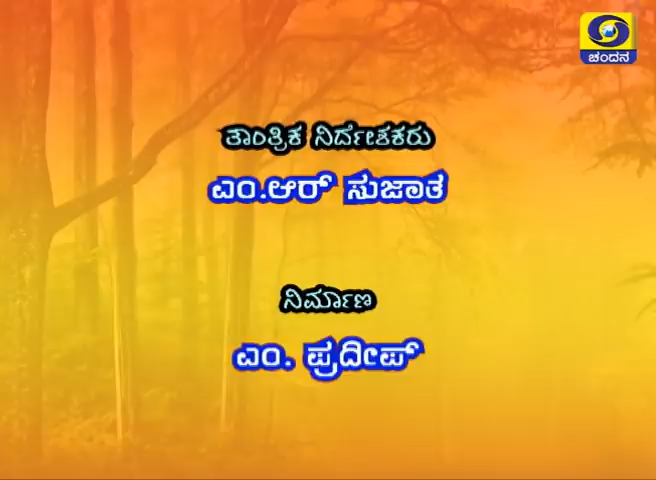 ಚಂದನ
ತಾಂತ್ರಿಕ ನಿರ್ದೇಶಕರು
ಎಂ.ಆರ್ ಸುಜಾತ
ನಿರ್ಮಾಣ
ಎಂ. ಪ್ರದೀಪ್